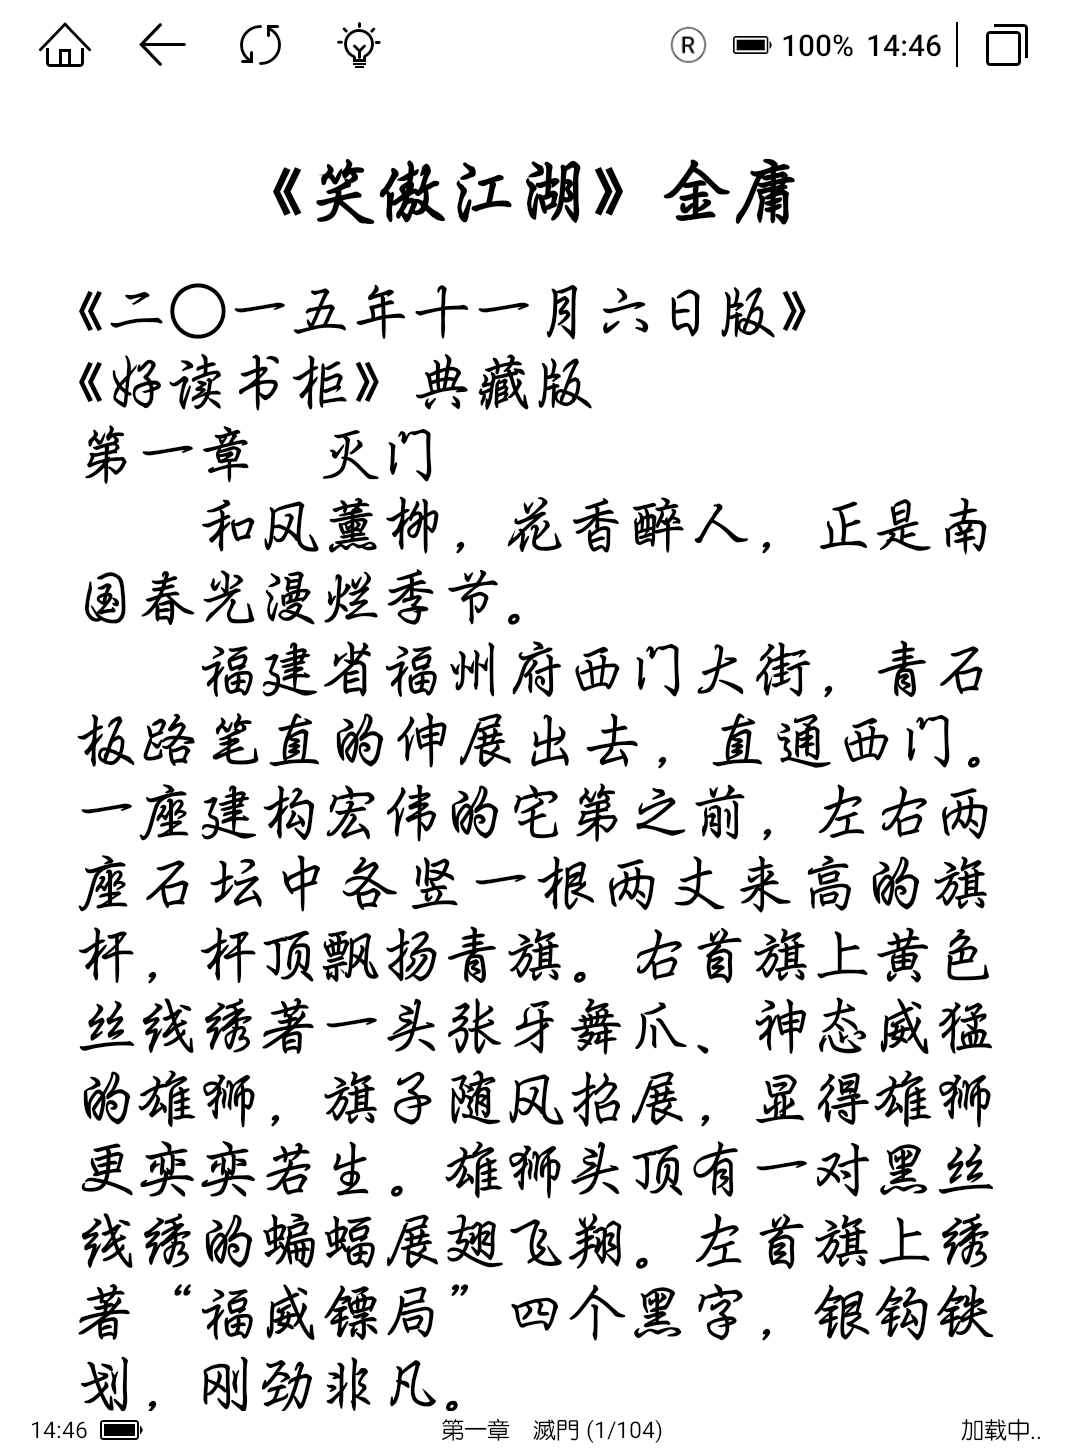 Ⓡ 100% 14:46
《笑傲江湖》金庸
《二〇一五年十一月六日版》
《好读书柜》典藏版
第一章　灭门
和风薰柳，花香醉人，正是南
国春光漫烂季节。
福建省福州府西门大街，青石
板路笔直的伸展出去，直通西门。
一座建构宏伟的宅第之前，左右两
座石坛中各竖一根两丈来高的旗
杆，杆顶飘扬青旗。右首旗上黄色
丝线绣著一头张牙舞爪、神态威猛
的雄狮，旗子随风招展，显得雄狮
更奕奕若生。雄狮头顶有一对黑丝
线绣的蝙蝠展翅飞翔。左首旗上绣
著“福威镖局”四个黑字，银钩铁
划，刚劲非凡。
14:46 第一章　滅門 (1/104) 加载中..